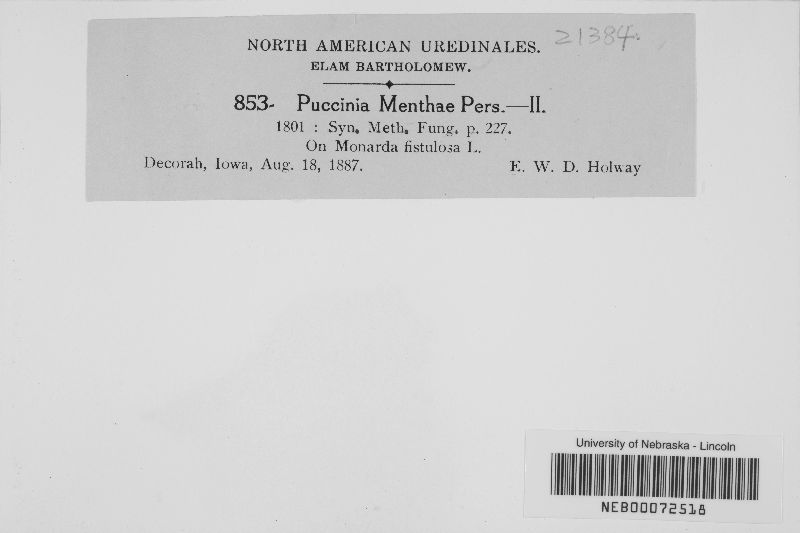 NORTH AMERICAN UREDINALES. 21384.
ELAM BARTHOLOMEW.
853- Puccinia Menthae Pers.—II.
1801 : Syn. Meth. Fung. p. 227.
On Monarda fistulosa L.
Decorah, Iowa, Aug. 18, 1887. E. W. D. Holway
University of Nebraska - Lincoln
NEB00072518